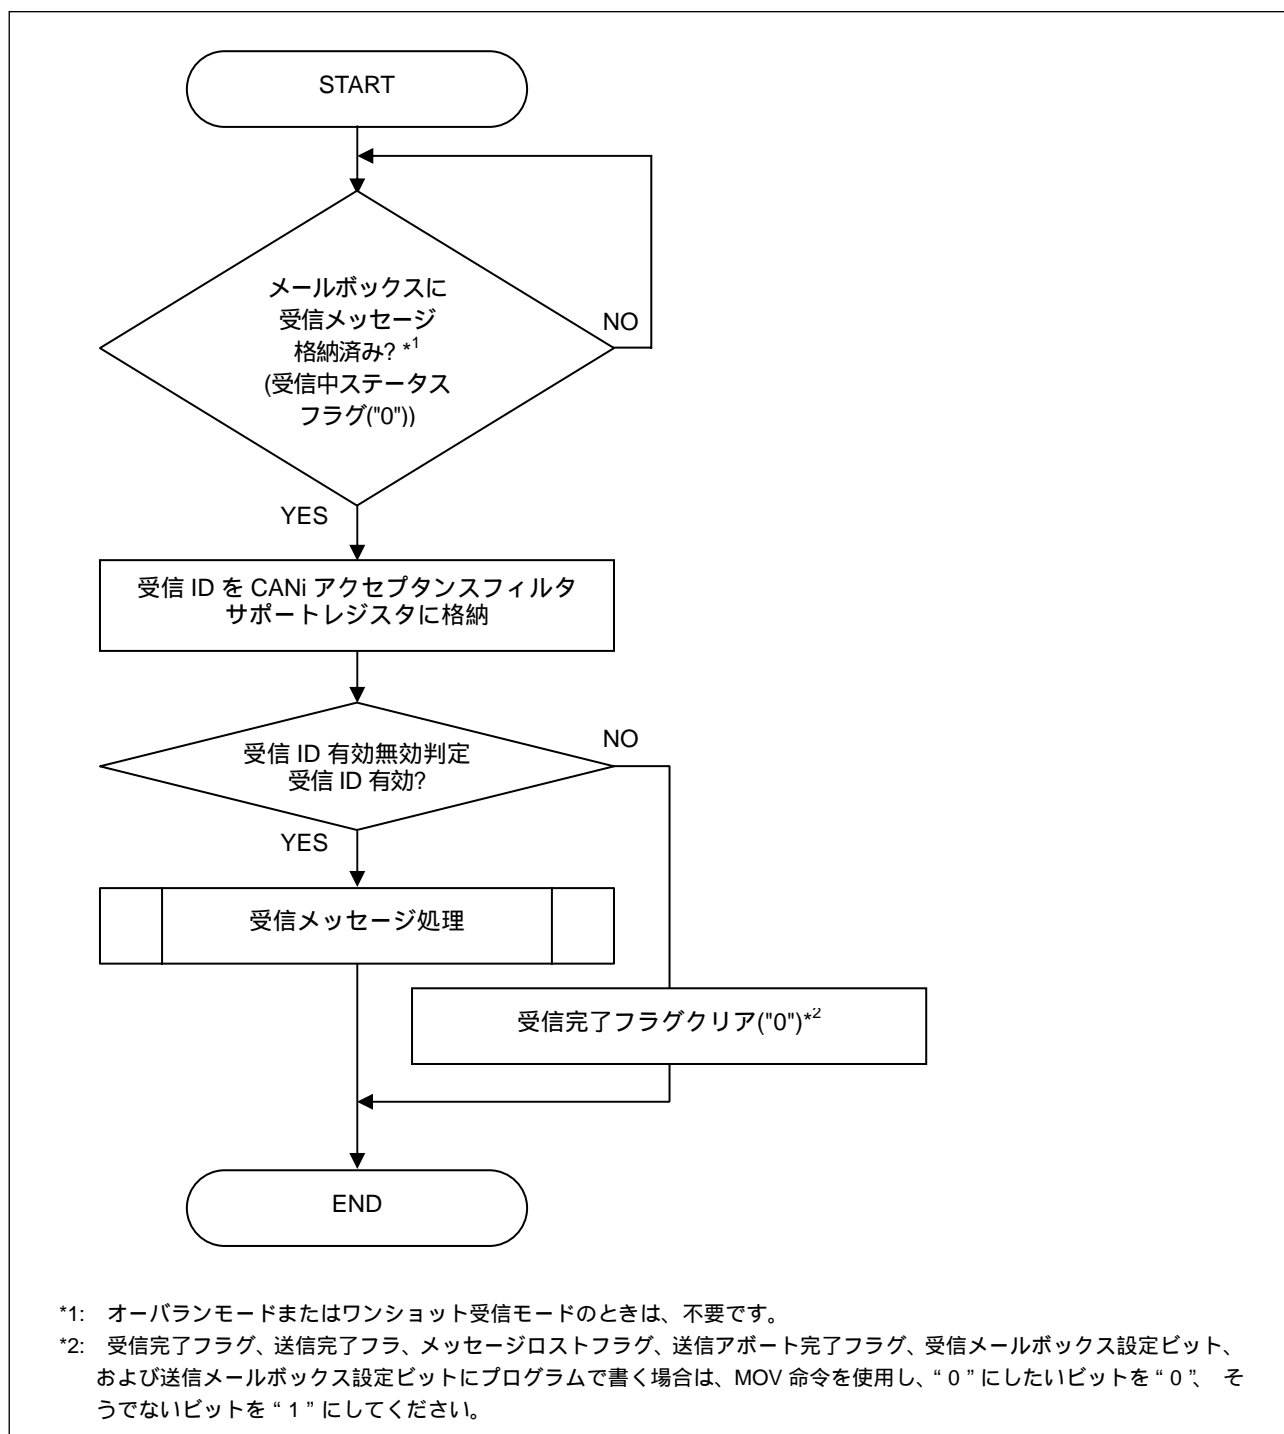 START
メールボックスに
受信メッセージ
格納済み? *1
(受信中ステータス
フラグ("0"))
NO
YES
受信 ID を CANi アクセプタンスフィルタ
サポートレジスタに格納
受信 ID 有効無効判定
受信 ID 有効?
NO
YES
受信メッセージ処理
受信完了フラグクリア("0")*2
END
*1: オーバランモードまたはワンショット受信モードのときは、不要です。
*2: 受信完了フラグ、送信完了フラ、メッセージロストフラグ、送信アボート完了フラグ、受信メールボックス設定ビット、
および送信メールボックス設定ビットにプログラムで書く場合は、MOV 命令を使用し、“ 0 ” にしたいビットを “ 0 ”、 そ
うでないビットを “ 1 ” にしてください。